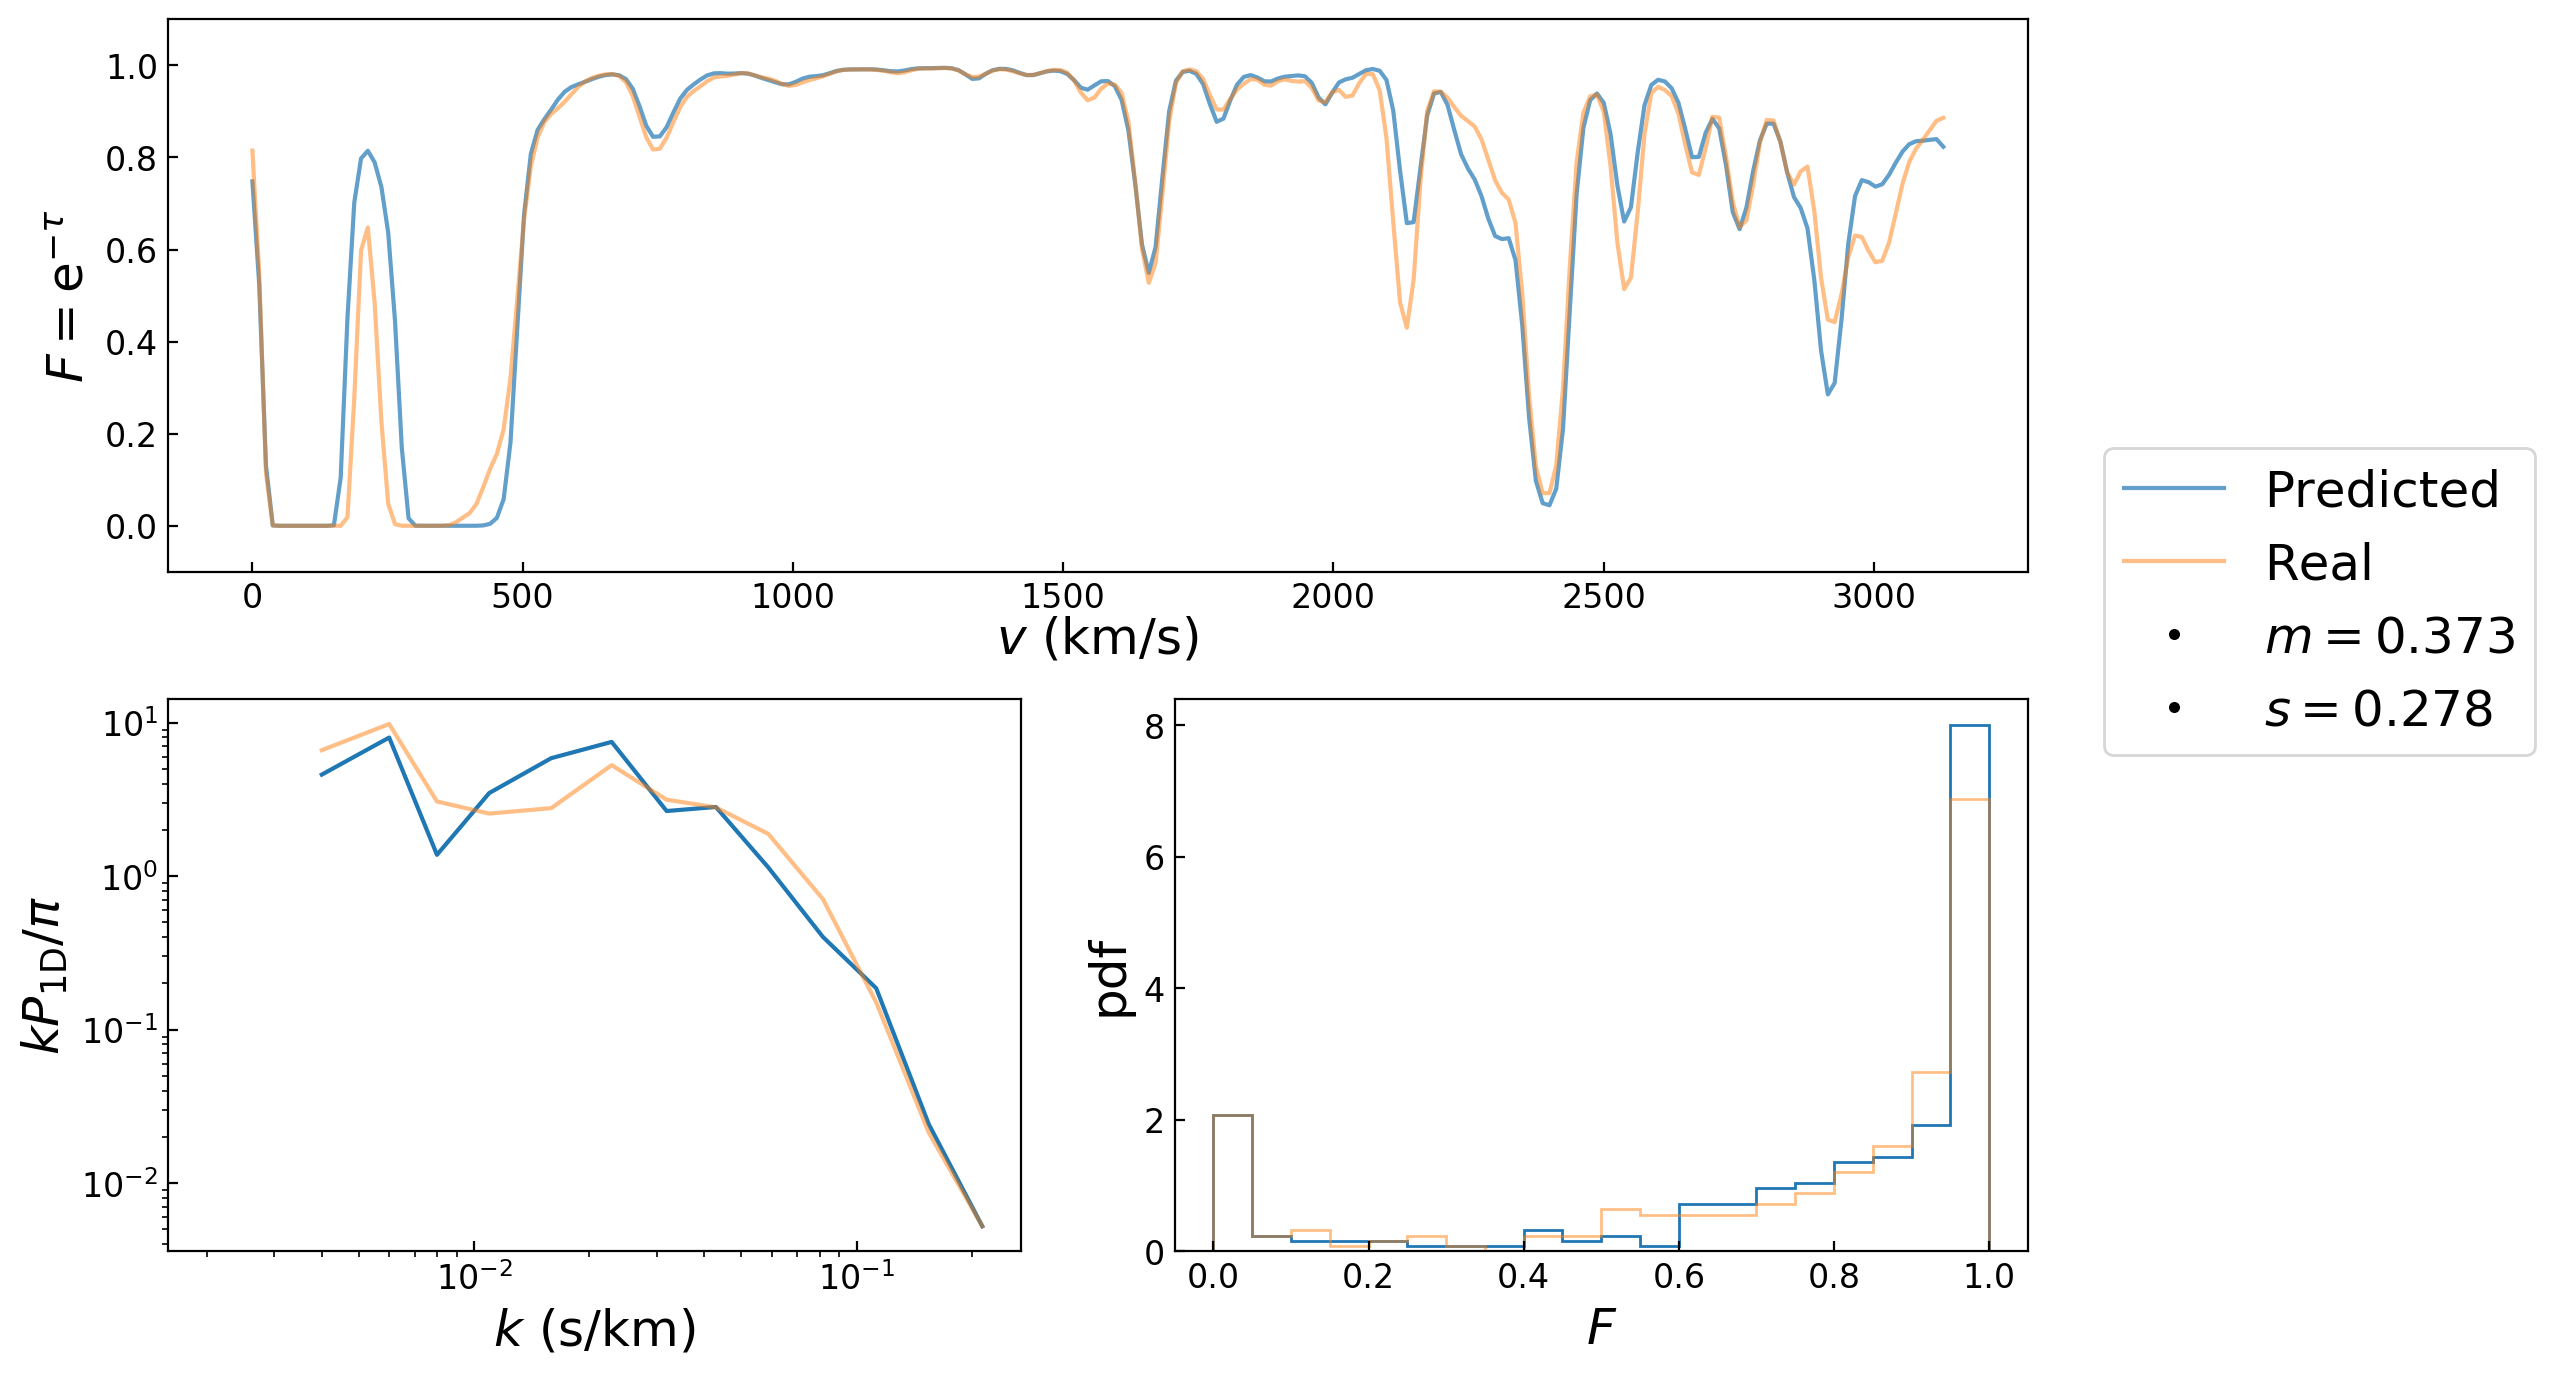 1.0
0.8
0.6
0.4
0.2
0.0
F = e^{−τ}
0 500 1000 1500 2000 2500 3000
v (km/s)
Predicted
Real
m = 0.373
s = 0.278
10^1
10^0
10^{−1}
10^{−2}
kP_{1D}/π
10^{−2} 10^{−1}
k (s/km)
8
6
4
2
0
pdf
0.0 0.2 0.4 0.6 0.8 1.0
F